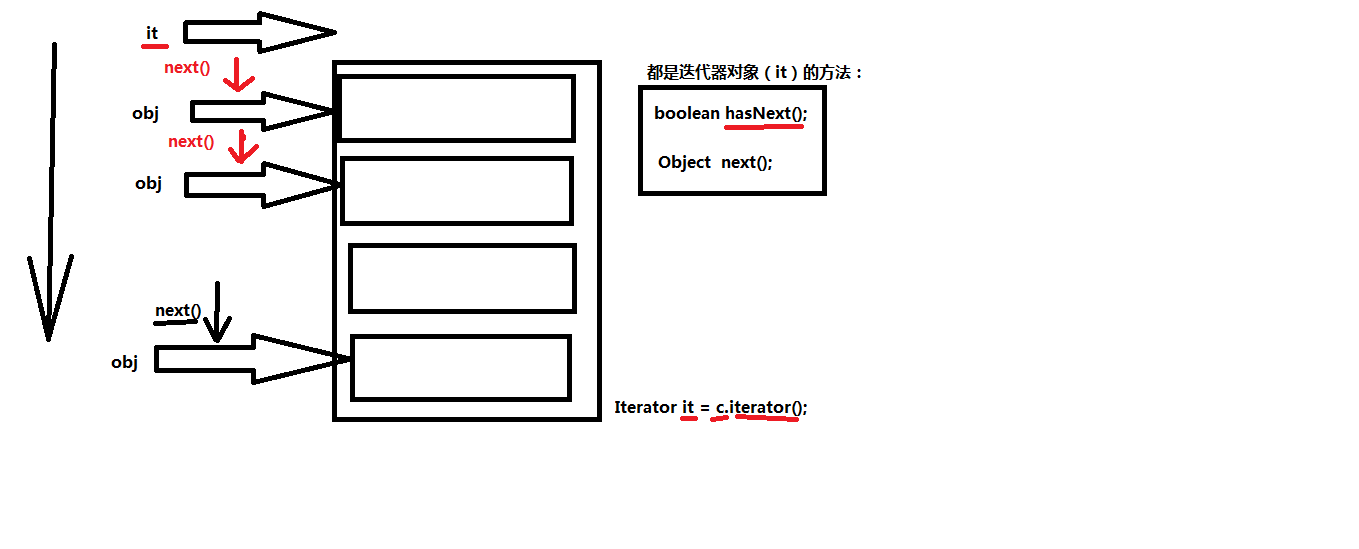 it
next()
obj
next()
obj
next()
obj
都是迭代器对象（it）的方法：
boolean hasNext();
Object next();
Iterator it = c.iterator();